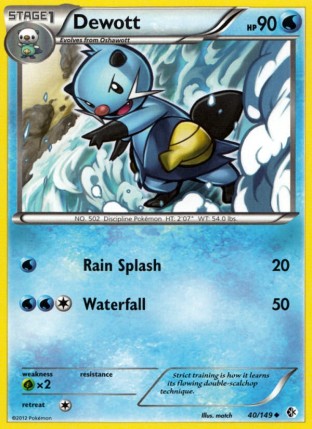 STAGE1 Dewott HP90
Evolves from Oshawott
NO. 502 Discipline Pokémon HT: 2'07" WT: 54.0 lbs.
Rain Splash 20
Waterfall 50
weakness resistance
×2
retreat
Strict training is how it learns
its flowing double-scalchop
technique.
©2012 Pokémon
Illus. match 40/149